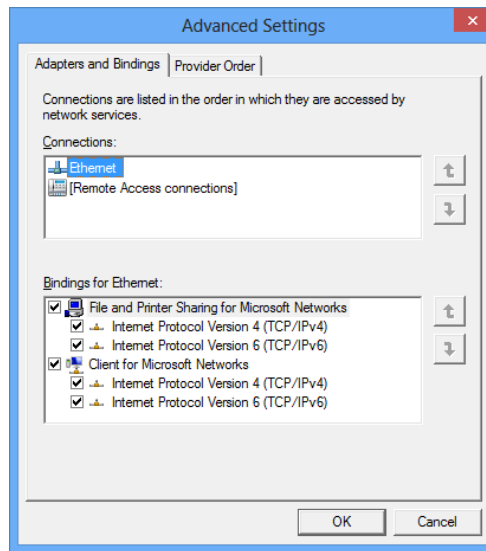 Advanced Settings
Adapters and Bindings
Provider Order
Connections are listed in the order in which they are accessed by
network services.
Connections:
Ethernet
[Remote Access connections]
Bindings for Ethernet:
File and Printer Sharing for Microsoft Networks
Internet Protocol Version 4 (TCP/IPv4)
Internet Protocol Version 6 (TCP/IPv6)
Client for Microsoft Networks
Internet Protocol Version 4 (TCP/IPv4)
Internet Protocol Version 6 (TCP/IPv6)
OK
Cancel